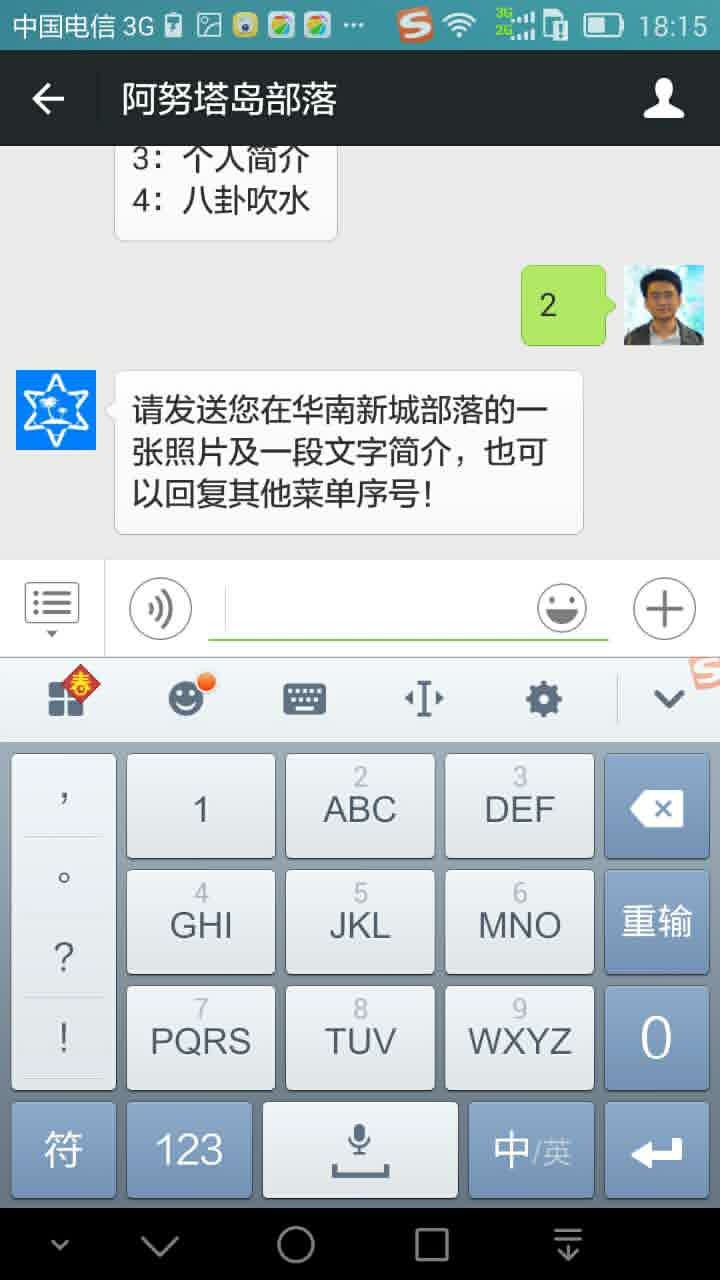 中国电信 3G
3G
2G
18:15
阿努塔岛部落
3：个人简介
4：八卦吹水
2
请发送您在华南新城部落的一
张照片及一段文字简介，也可
以回复其他菜单序号！
春
，
1
2
ABC
3
DEF
。
4
GHI
5
JKL
6
MNO
重输
？
7
PQRS
8
TUV
9
WXYZ
0
！
符
123
中/英